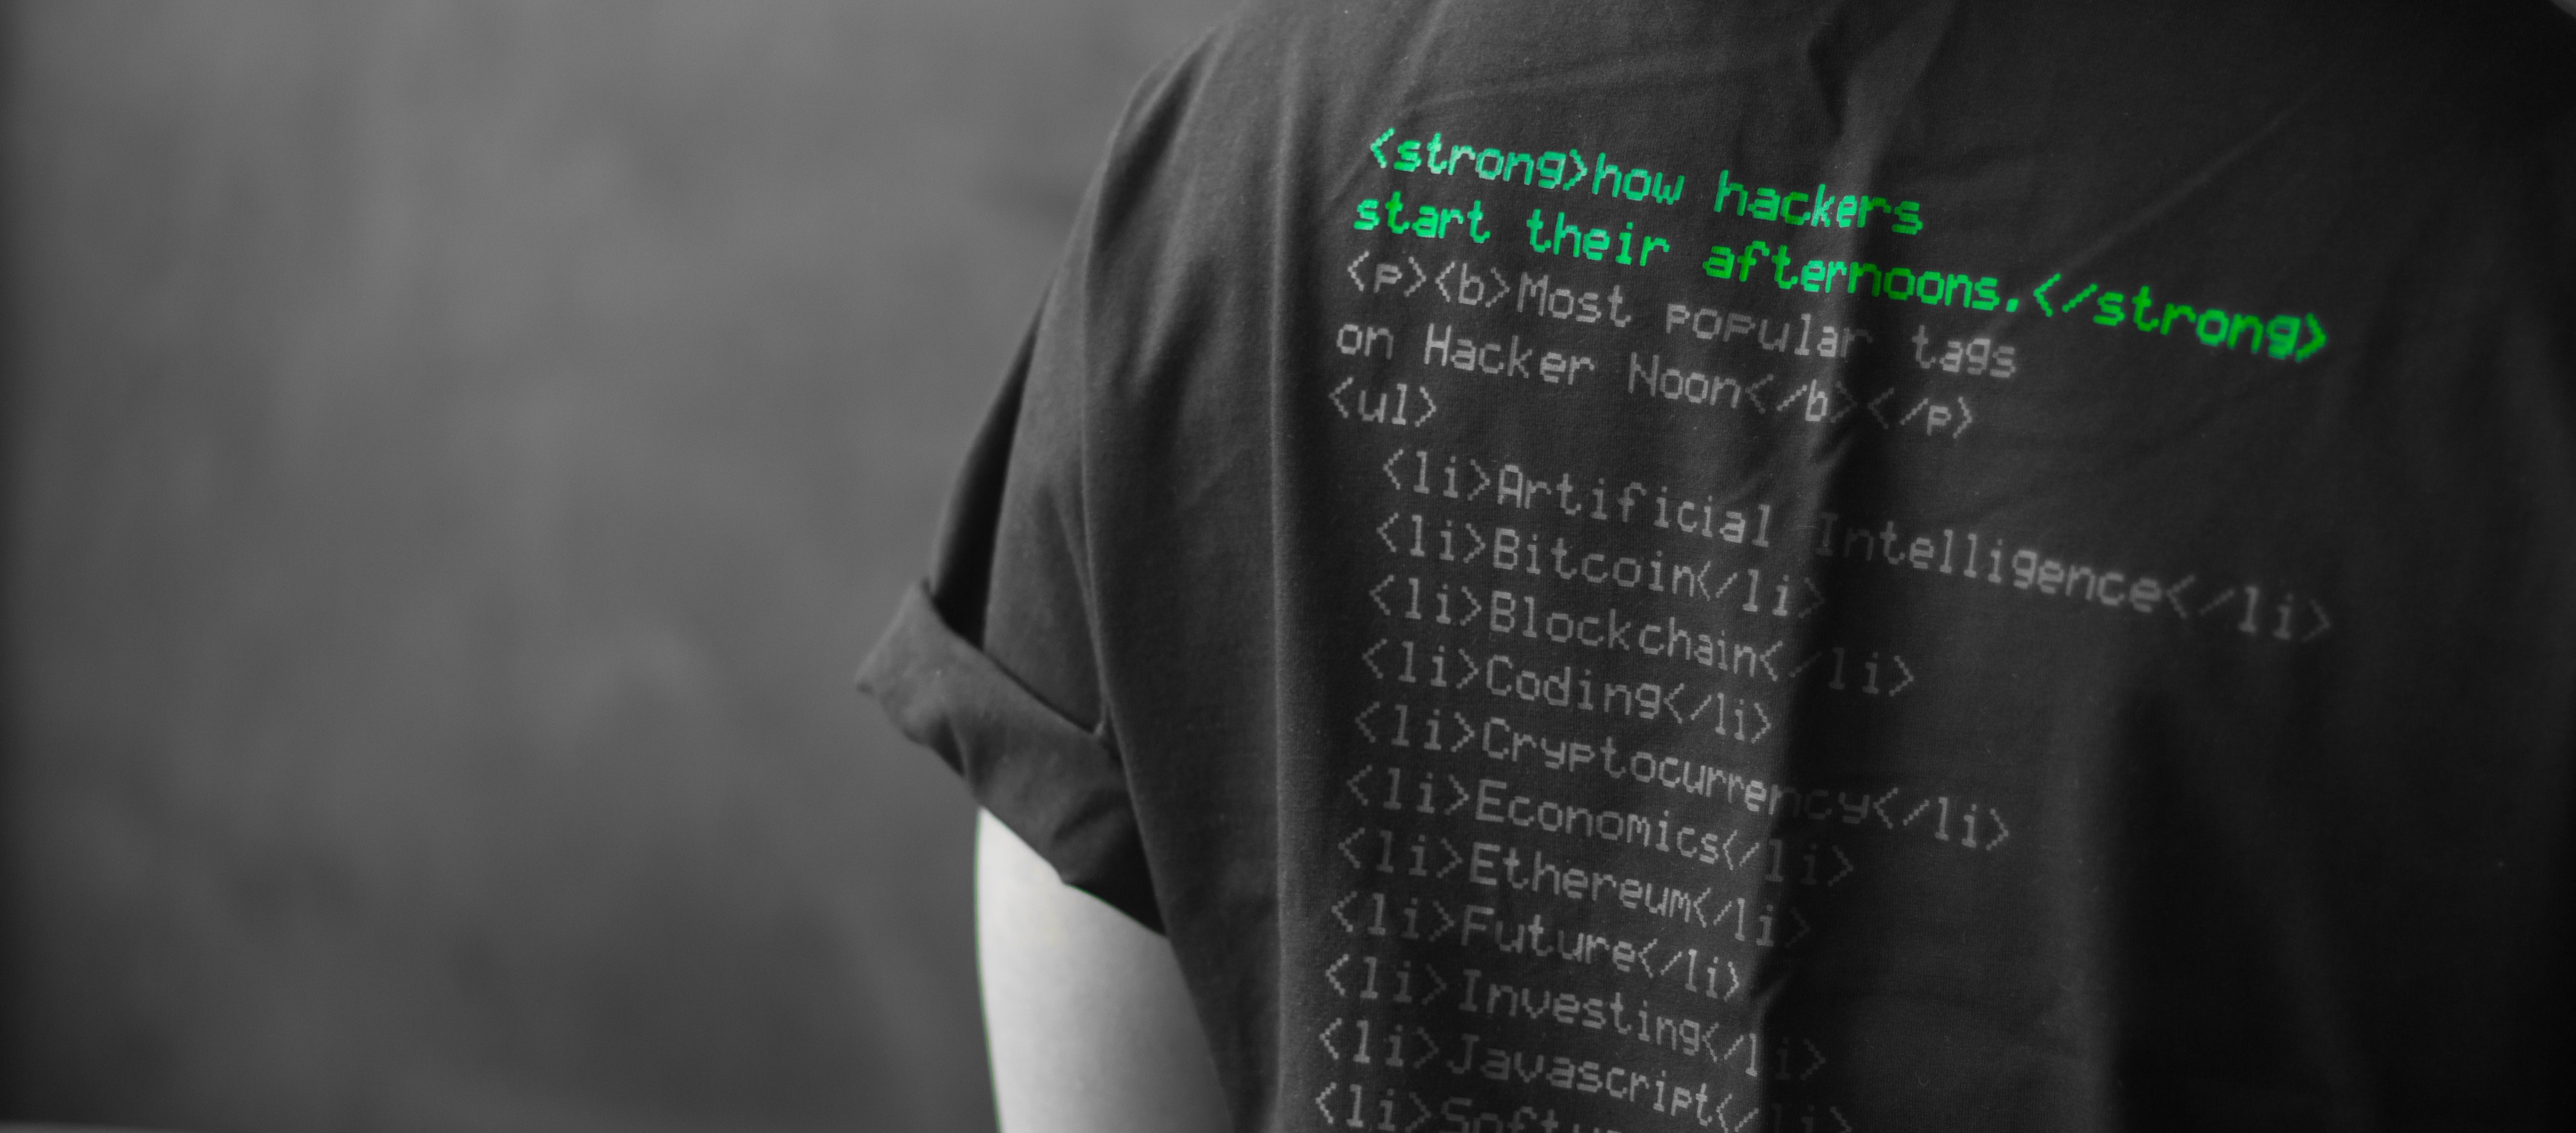 <strong>how hackers
start their afternoons.</strong>
<p><b>Most popular tags
on Hacker Noon</b></p>
<ul>
<li>Artificial Intelligence</li>
<li>Bitcoin</li>
<li>Blockchain</li>
<li>Coding</li>
<li>Cryptocurrency</li>
<li>Economics</li>
<li>Ethereum</li>
<li>Future</li>
<li>Investing</li>
<li>Javascript</li>
<li>